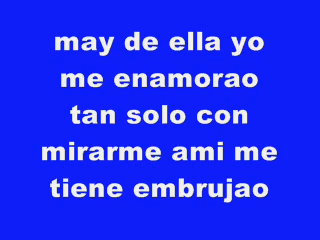 may de ella yo
me enamorao
tan solo con
mirarme ami me
tiene embrujao